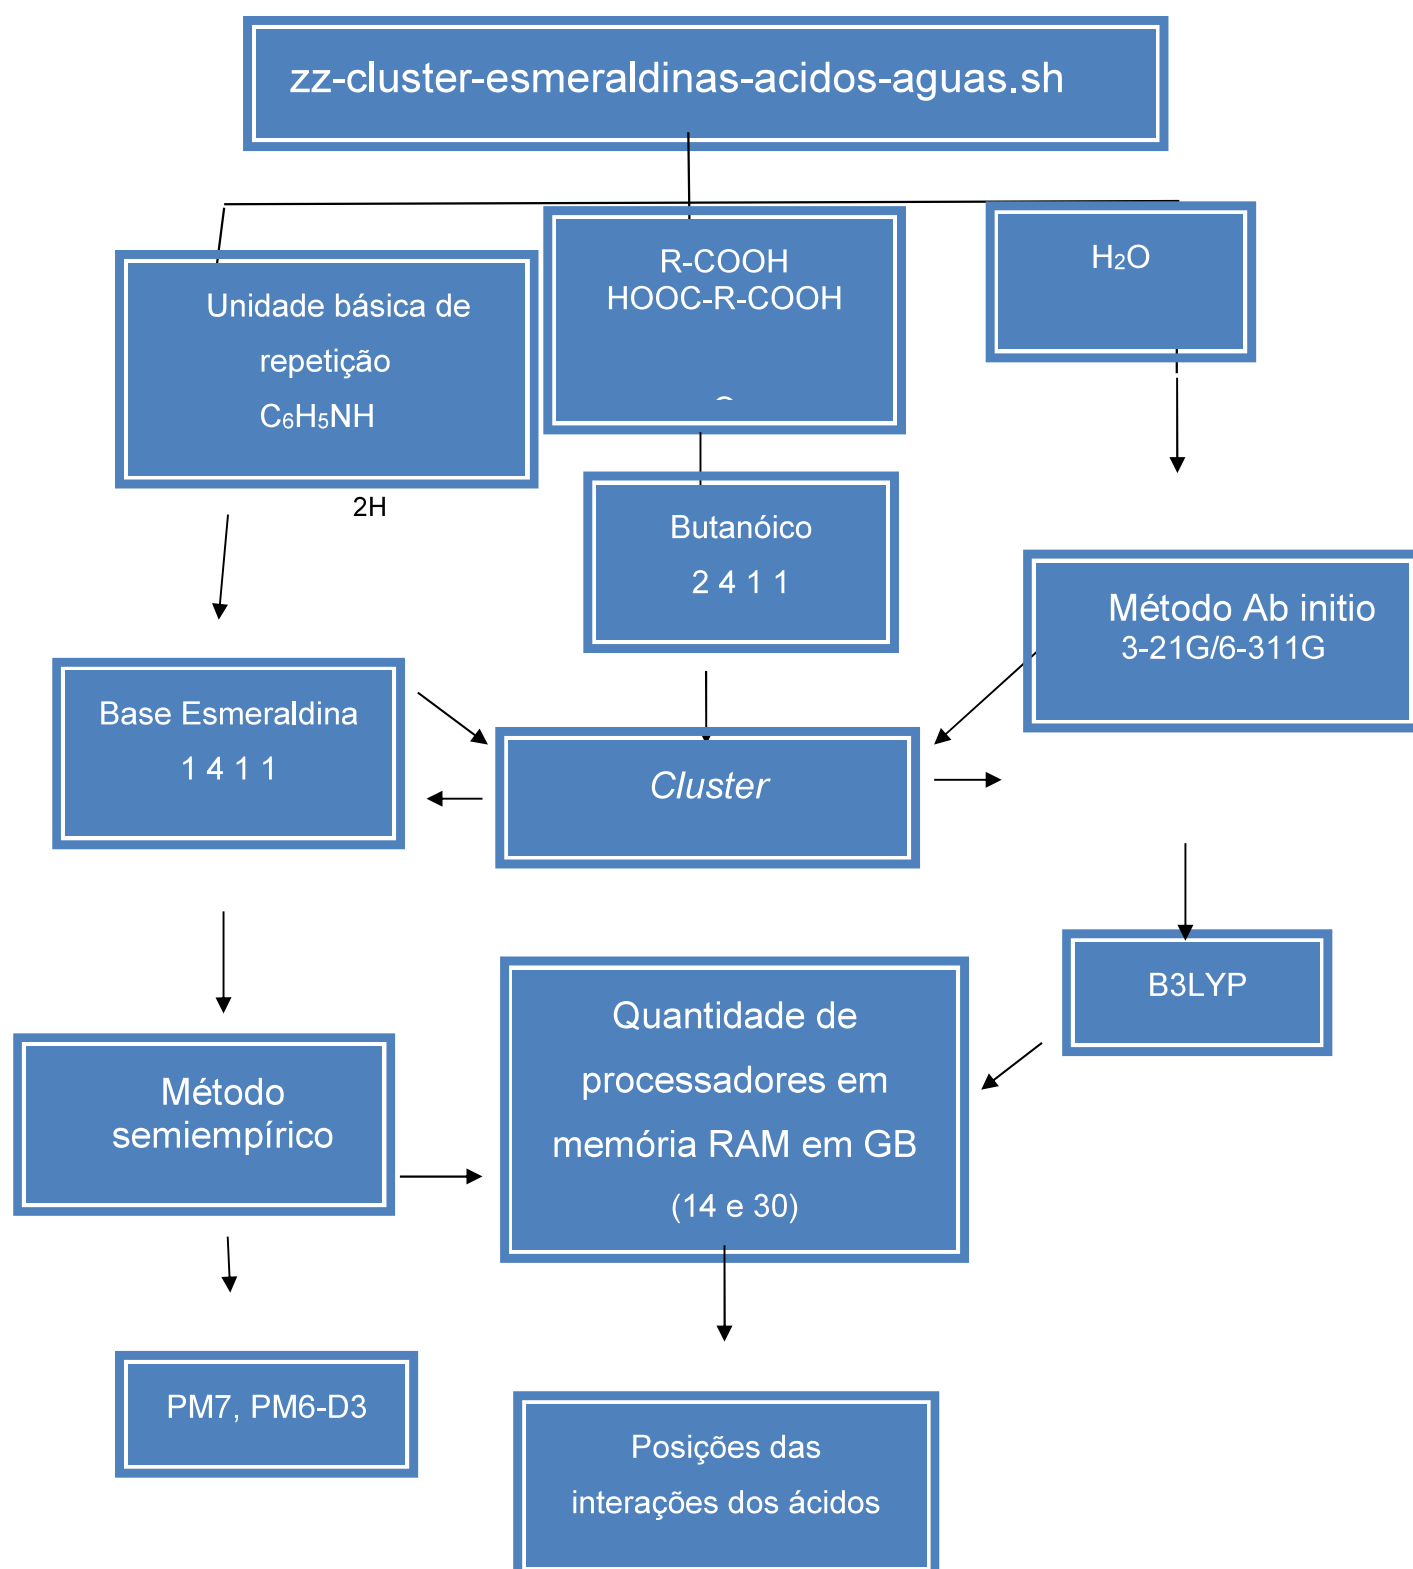 zz-cluster-esmeraldinas-acidos-aguas.sh
Unidade básica de
repetição
C₆H₅NH
2H
R-COOH
HOOC-R-COOH
H₂O
Butanóico
2 4 1 1
Método Ab initio
3-21G/6-311G
Base Esmeraldina
1 4 1 1
Cluster
B3LYP
Quantidade de
processadores em
memória RAM em GB
(14 e 30)
Método
semiempírico
PM7, PM6-D3
Posições das
interações dos ácidos